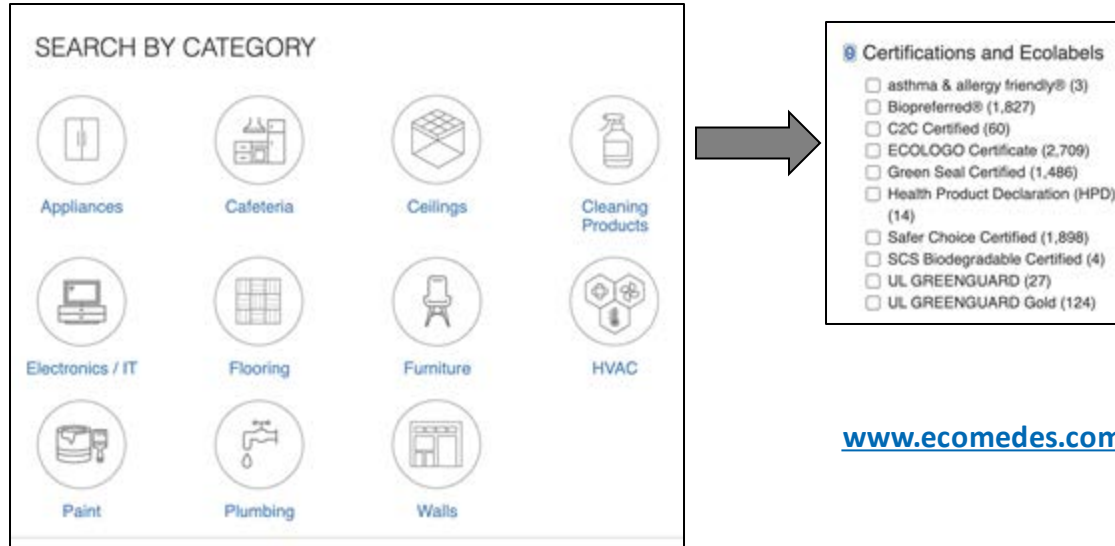 SEARCH BY CATEGORY
Appliances
Cafeteria
Ceilings
Cleaning
Products
Electronics / IT
Flooring
Furniture
HVAC
Paint
Plumbing
Walls
Certifications and Ecolabels
asthma & allergy friendly® (3)
Biopreferred® (1,827)
C2C Certified (60)
ECOLOGO Certificate (2,709)
Green Seal Certified (1,486)
Health Product Declaration (HPD)
(14)
Safer Choice Certified (1,898)
SCS Biodegradable Certified (4)
UL GREENGUARD (27)
UL GREENGUARD Gold (124)
www.ecomedes.com